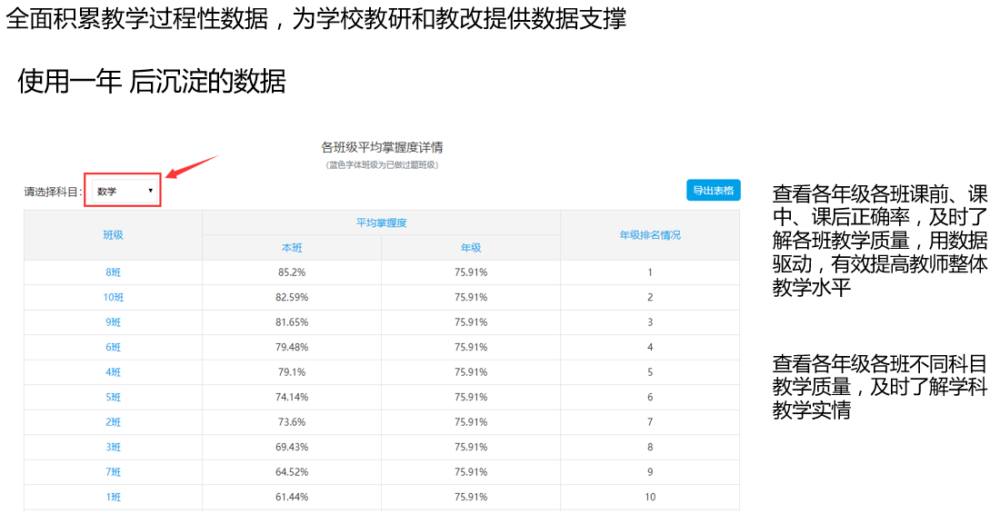 全面积累教学过程性数据，为学校教研和教改提供数据支撑
使用一年 后沉淀的数据
各班级平均掌握度详情
（蓝色字体班级为已做过题班级）
请选择科目：数学
导出表格
班级 平均掌握度 年级排名情况
本班 年级
8班 85.2% 75.91% 1
10班 82.59% 75.91% 2
9班 81.65% 75.91% 3
6班 79.48% 75.91% 4
4班 79.1% 75.91% 5
5班 74.14% 75.91% 6
2班 73.6% 75.91% 7
3班 69.43% 75.91% 8
7班 64.52% 75.91% 9
1班 61.44% 75.91% 10
查看各年级各班课前、课
中、课后正确率，及时了
解各班教学质量，用数据
驱动，有效提高教师整体
教学水平
查看各年级各班不同科目
教学质量，及时了解学科
教学实情